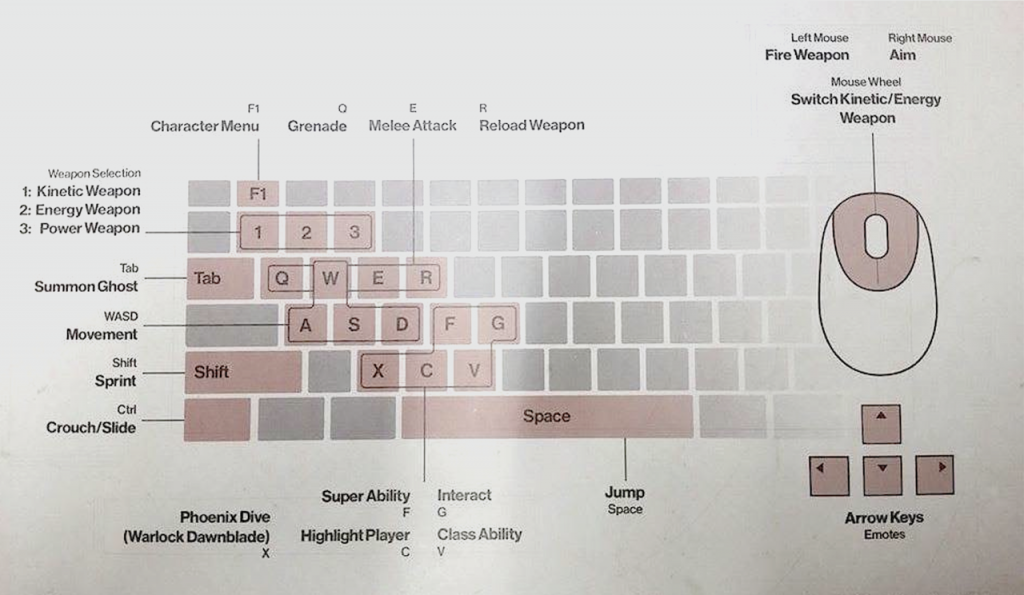 Left Mouse
Fire Weapon
Right Mouse
Aim
Mouse Wheel
Switch Kinetic/Energy
Weapon
F1
Character Menu
Q
Grenade
E
Melee Attack
R
Reload Weapon
Weapon Selection
1: Kinetic Weapon
2: Energy Weapon
3: Power Weapon
Tab
Summon Ghost
WASD
Movement
Shift
Sprint
Ctrl
Crouch/Slide
F1
1 2 3
Tab Q W E R
A S D F G
Shift X C V
Space
Phoenix Dive
(Warlock Dawnblade)
X
Super Ability
F
Highlight Player
C
Interact
G
Class Ability
V
Jump
Space
Arrow Keys
Emotes